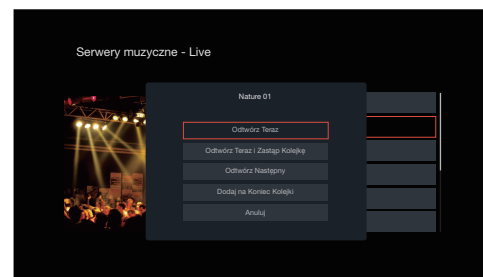 Serwery muzyczne - Live
Nature 01
Odtwórz Teraz
Odtwórz Teraz i Zastąp Kolejkę
Odtwórz Następny
Dodaj na Koniec Kolejki
Anuluj